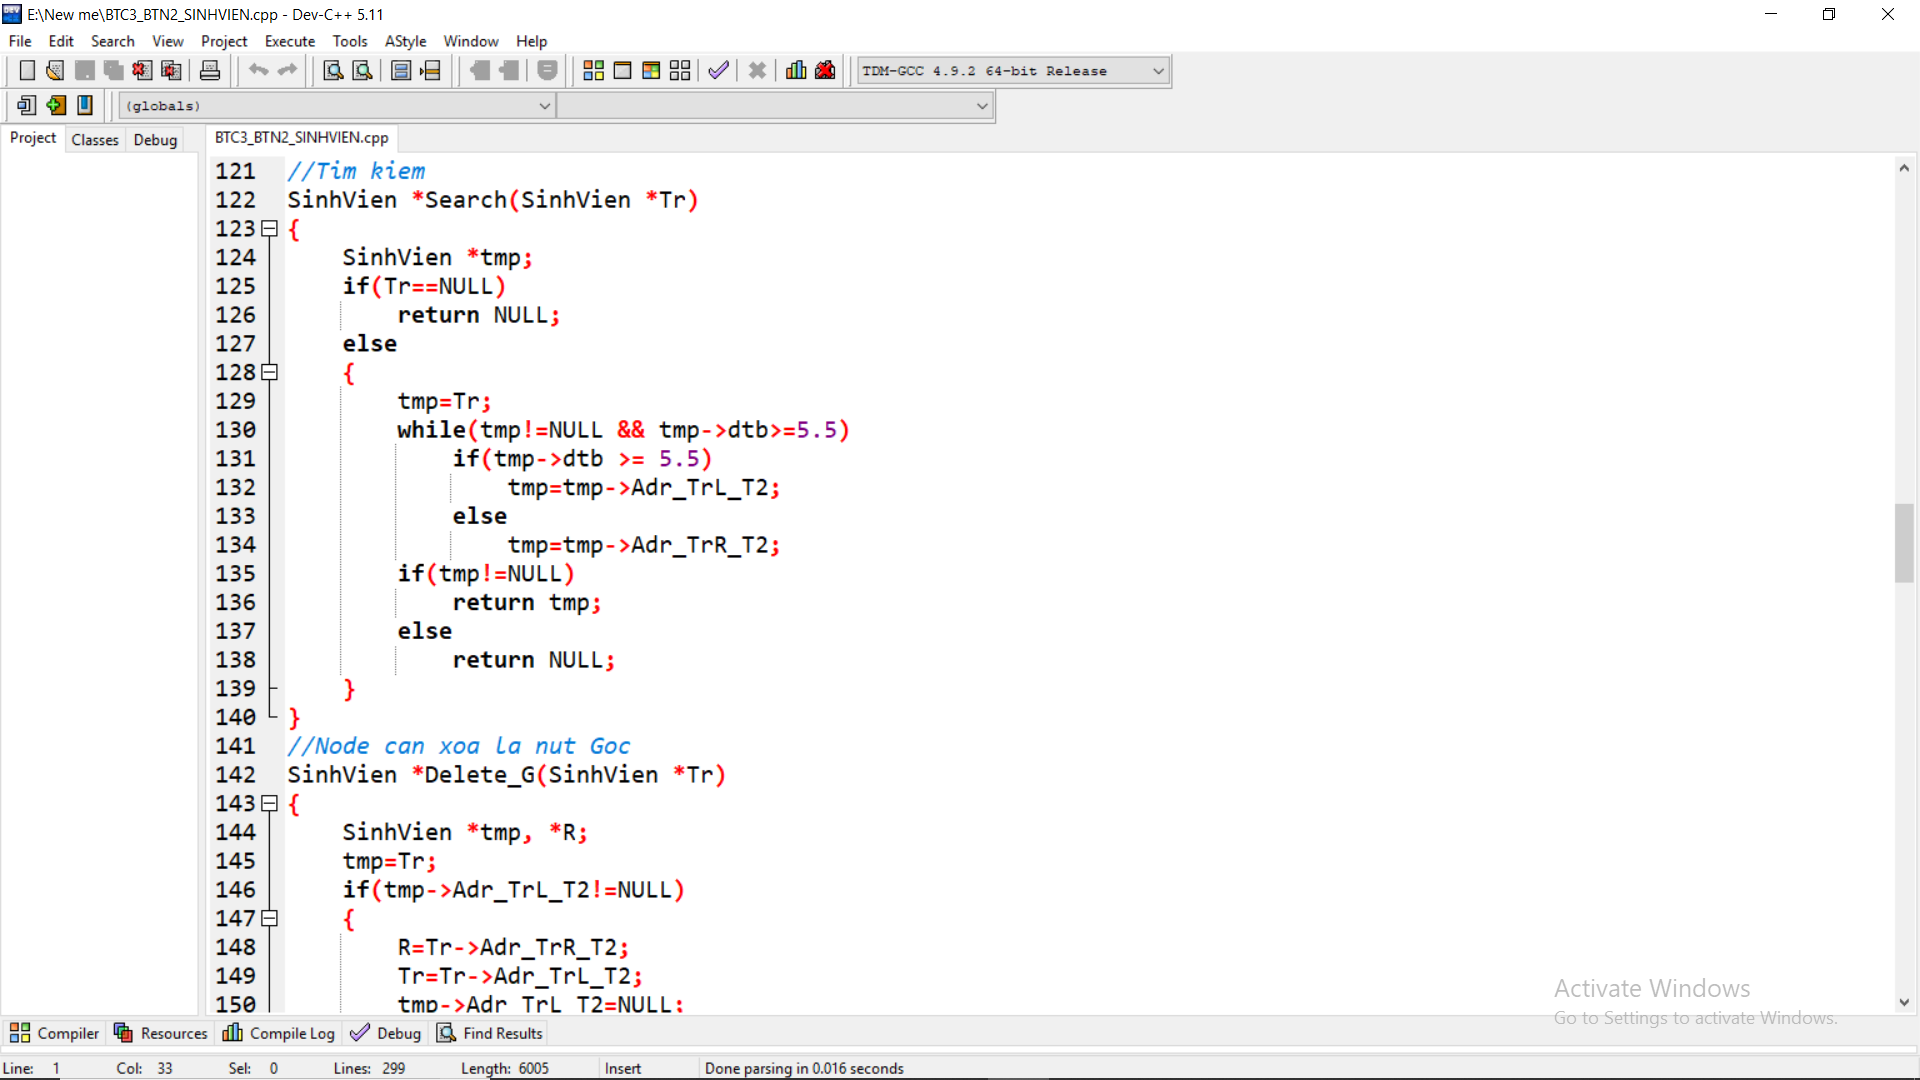 E:\New me\BTC3_BTN2_SINHVIEN.cpp - Dev-C++ 5.11
File Edit Search View Project Execute Tools AStyle Window Help
TDM-GCC 4.9.2 64-bit Release
(globals)
Project Classes Debug
BTC3_BTN2_SINHVIEN.cpp
121 //Tim kiem
122 SinhVien *Search(SinhVien *Tr)
123 {
124 SinhVien *tmp;
125 if(Tr==NULL)
126 return NULL;
127 else
128 {
129 tmp=Tr;
130 while(tmp!=NULL && tmp->dtb>=5.5)
131 if(tmp->dtb >= 5.5)
132 tmp=tmp->Adr_TrL_T2;
133 else
134 tmp=tmp->Adr_TrR_T2;
135 if(tmp!=NULL)
136 return tmp;
137 else
138 return NULL;
139 }
140 }
141 //Node can xoa la nut Goc
142 SinhVien *Delete_G(SinhVien *Tr)
143 {
144 SinhVien *tmp, *R;
145 tmp=Tr;
146 if(tmp->Adr_TrL_T2!=NULL)
147 {
148 R=Tr->Adr_TrR_T2;
149 Tr=Tr->Adr_TrL_T2;
150 tmp->Adr_TrL_T2=NULL;
Activate Windows
Go to Settings to activate Windows.
Compiler Resources Compile Log Debug Find Results
Line: 1 Col: 33 Sel: 0 Lines: 299 Length: 6005 Insert Done parsing in 0.016 seconds